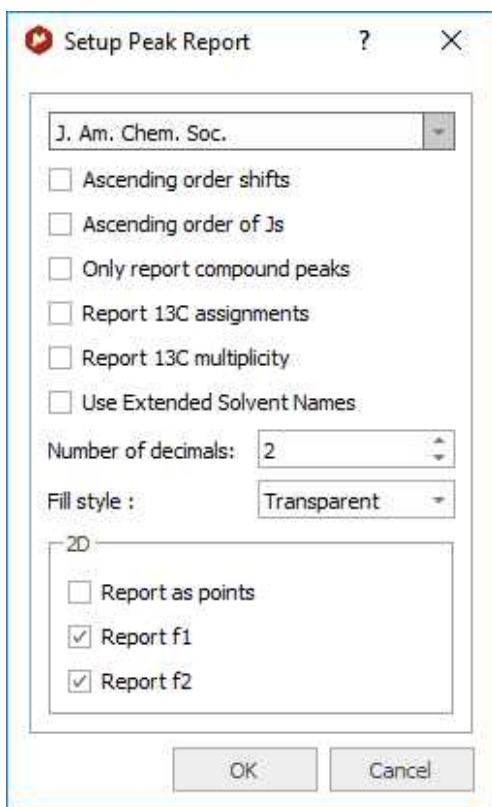 Setup Peak Report ?
J. Am. Chem. Soc.
Ascending order shifts
Ascending order of Js
Only report compound peaks
Report 13C assignments
Report 13C multiplicity
Use Extended Solvent Names
Number of decimals: 2
Fill style : Transparent
2D
Report as points
Report f1
Report f2
OK Cancel